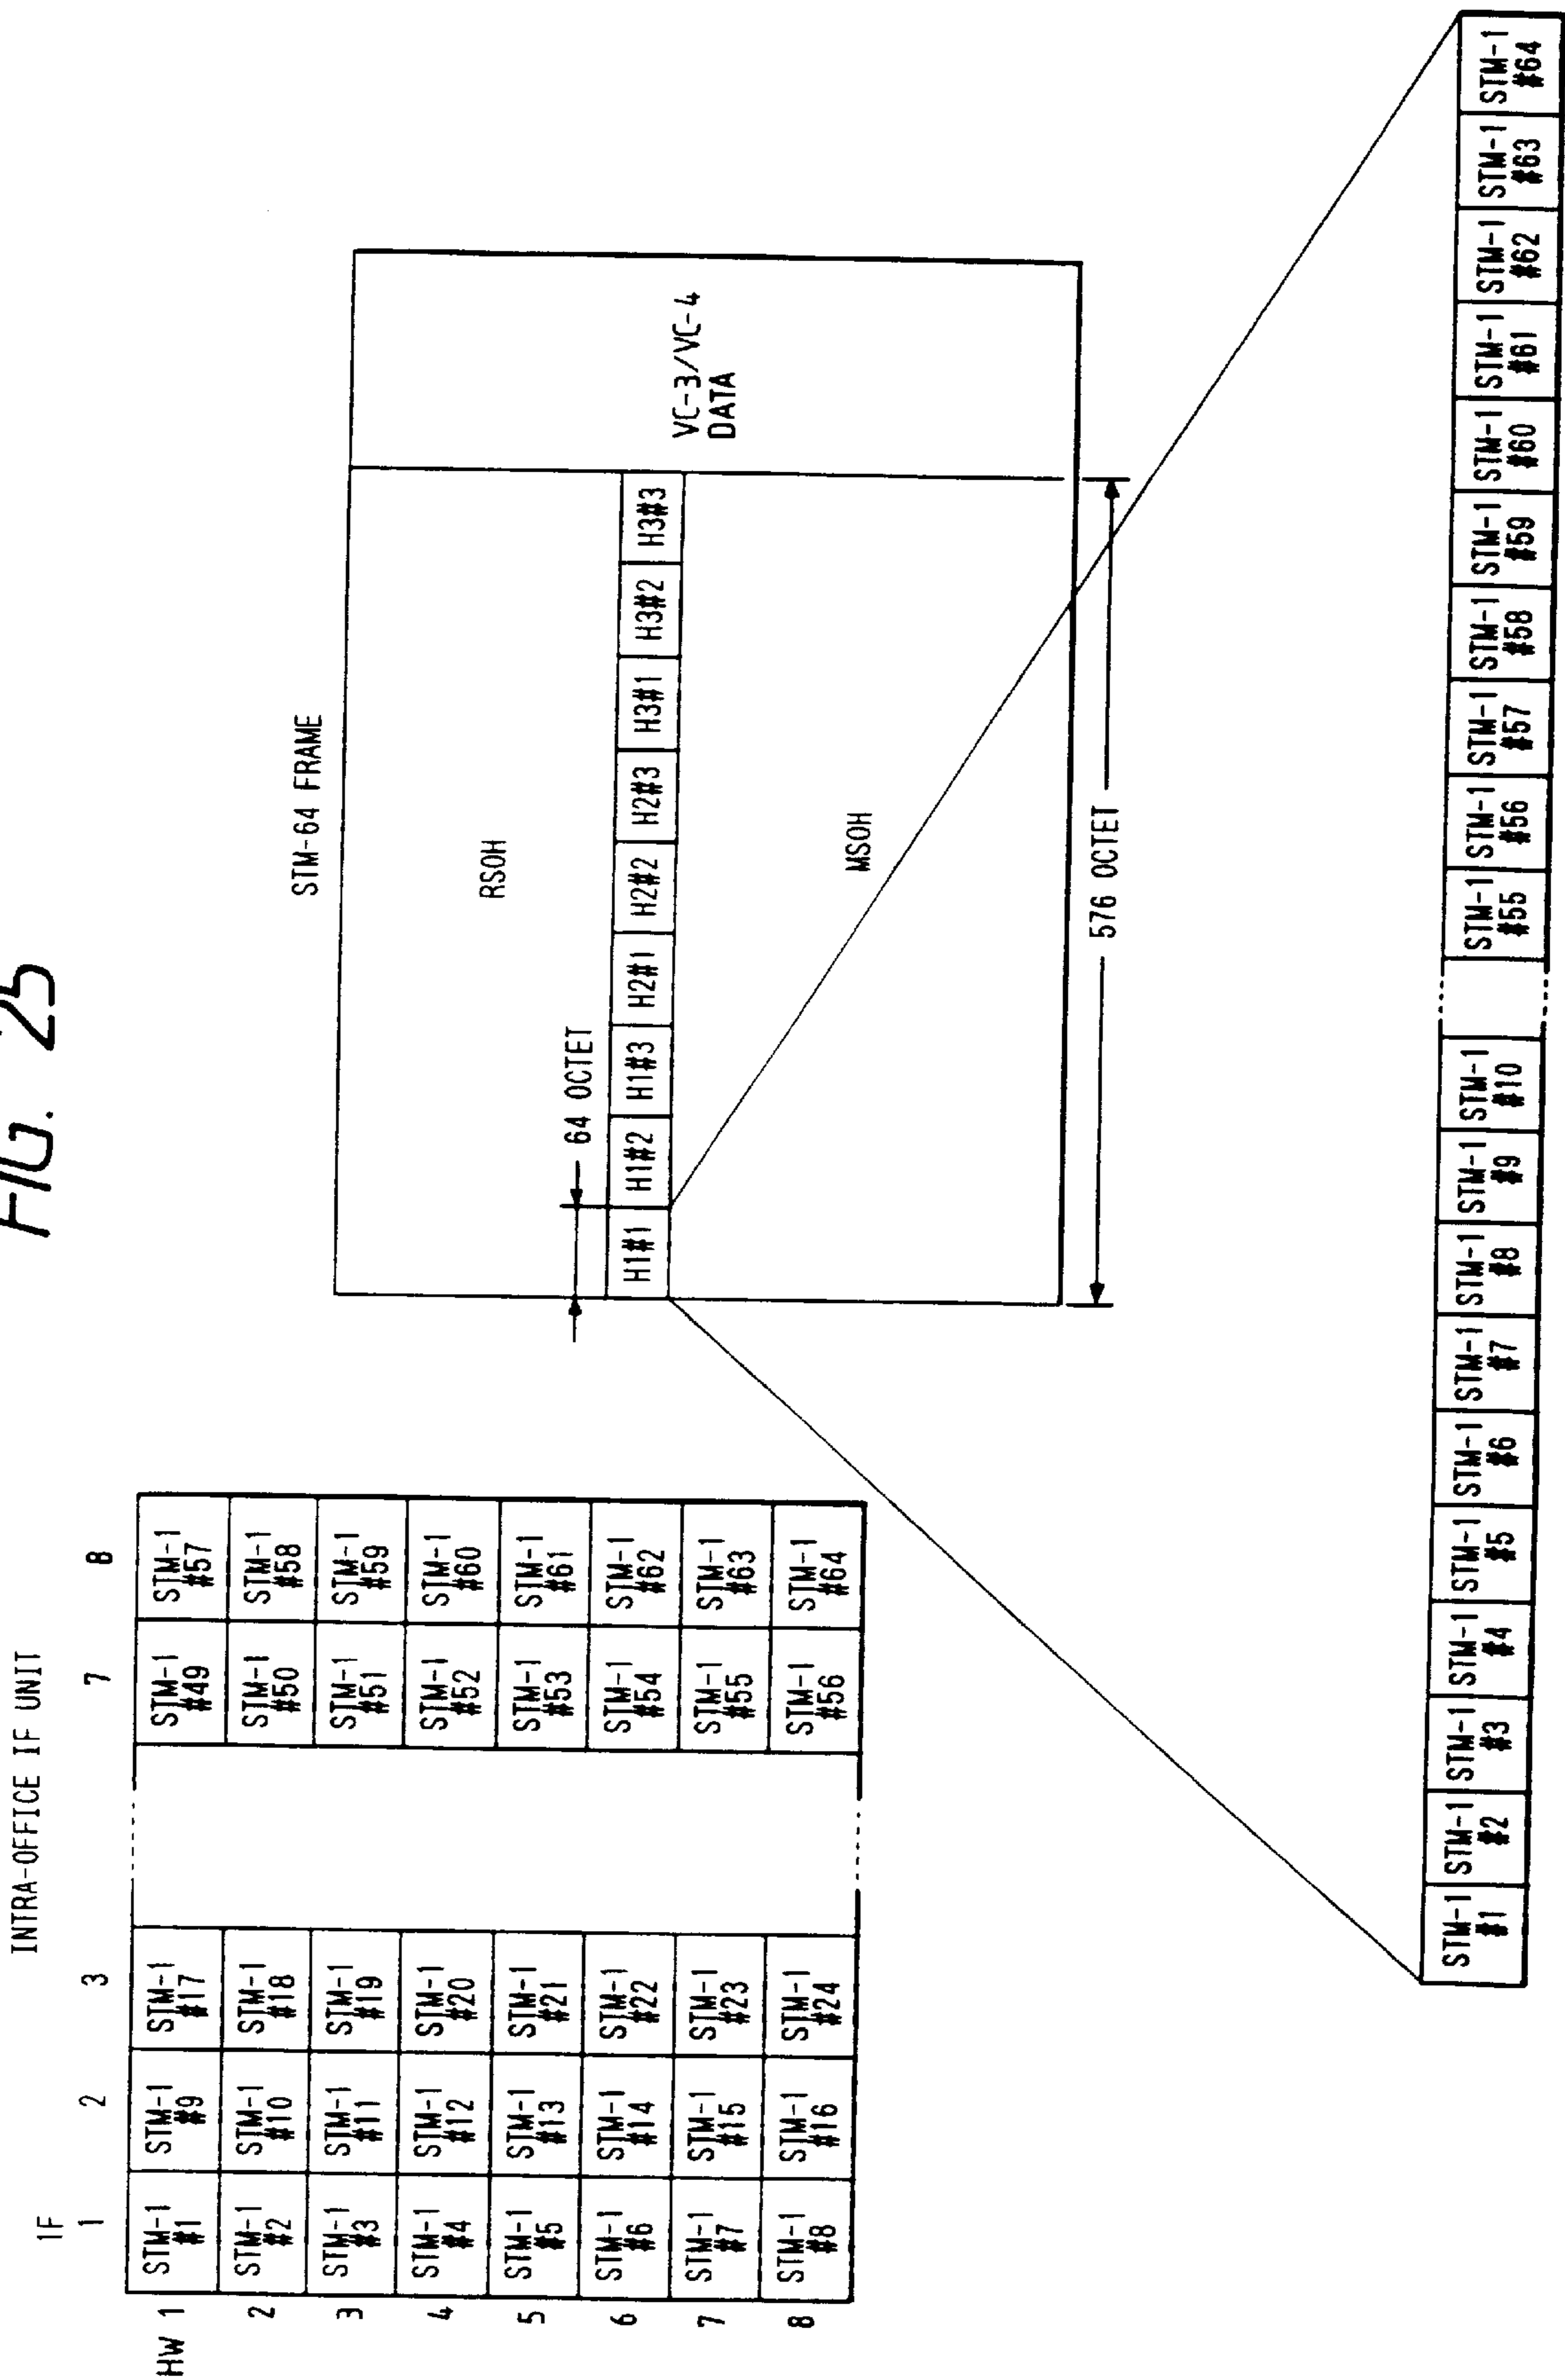 FIG. 25
INTRA-OFFICE IF UNIT
IF
1 2 3 7 8
HW 1 STM-1 #1 STM-1 #9 STM-1 #17 STM-1 #49 STM-1 #57
2 STM-1 #2 STM-1 #10 STM-1 #18 STM-1 #50 STM-1 #58
3 STM-1 #3 STM-1 #11 STM-1 #19 STM-1 #51 STM-1 #59
4 STM-1 #4 STM-1 #12 STM-1 #20 STM-1 #52 STM-1 #60
5 STM-1 #5 STM-1 #13 STM-1 #21 STM-1 #53 STM-1 #61
6 STM-1 #6 STM-1 #14 STM-1 #22 STM-1 #54 STM-1 #62
7 STM-1 #7 STM-1 #15 STM-1 #23 STM-1 #55 STM-1 #63
8 STM-1 #8 STM-1 #16 STM-1 #24 STM-1 #56 STM-1 #64
STM-64 FRAME
RSOH
64 OCTET
H1#1 H1#2 H1#3 H2#1 H2#2 H2#3 H3#1 H3#2 H3#3
VC-3/VC-4
DATA
MSOH
576 OCTET
STM-1 STM-1 STM-1 STM-1 STM-1 STM-1 STM-1 STM-1 STM-1 STM-1 STM-1 STM-1 STM-1 STM-1 STM-1 STM-1 STM-1 STM-1 STM-1 STM-1
#1 #2 #3 #4 #5 #6 #7 #8 #9 #10 #55 #56 #57 #58 #59 #60 #61 #62 #63 #64